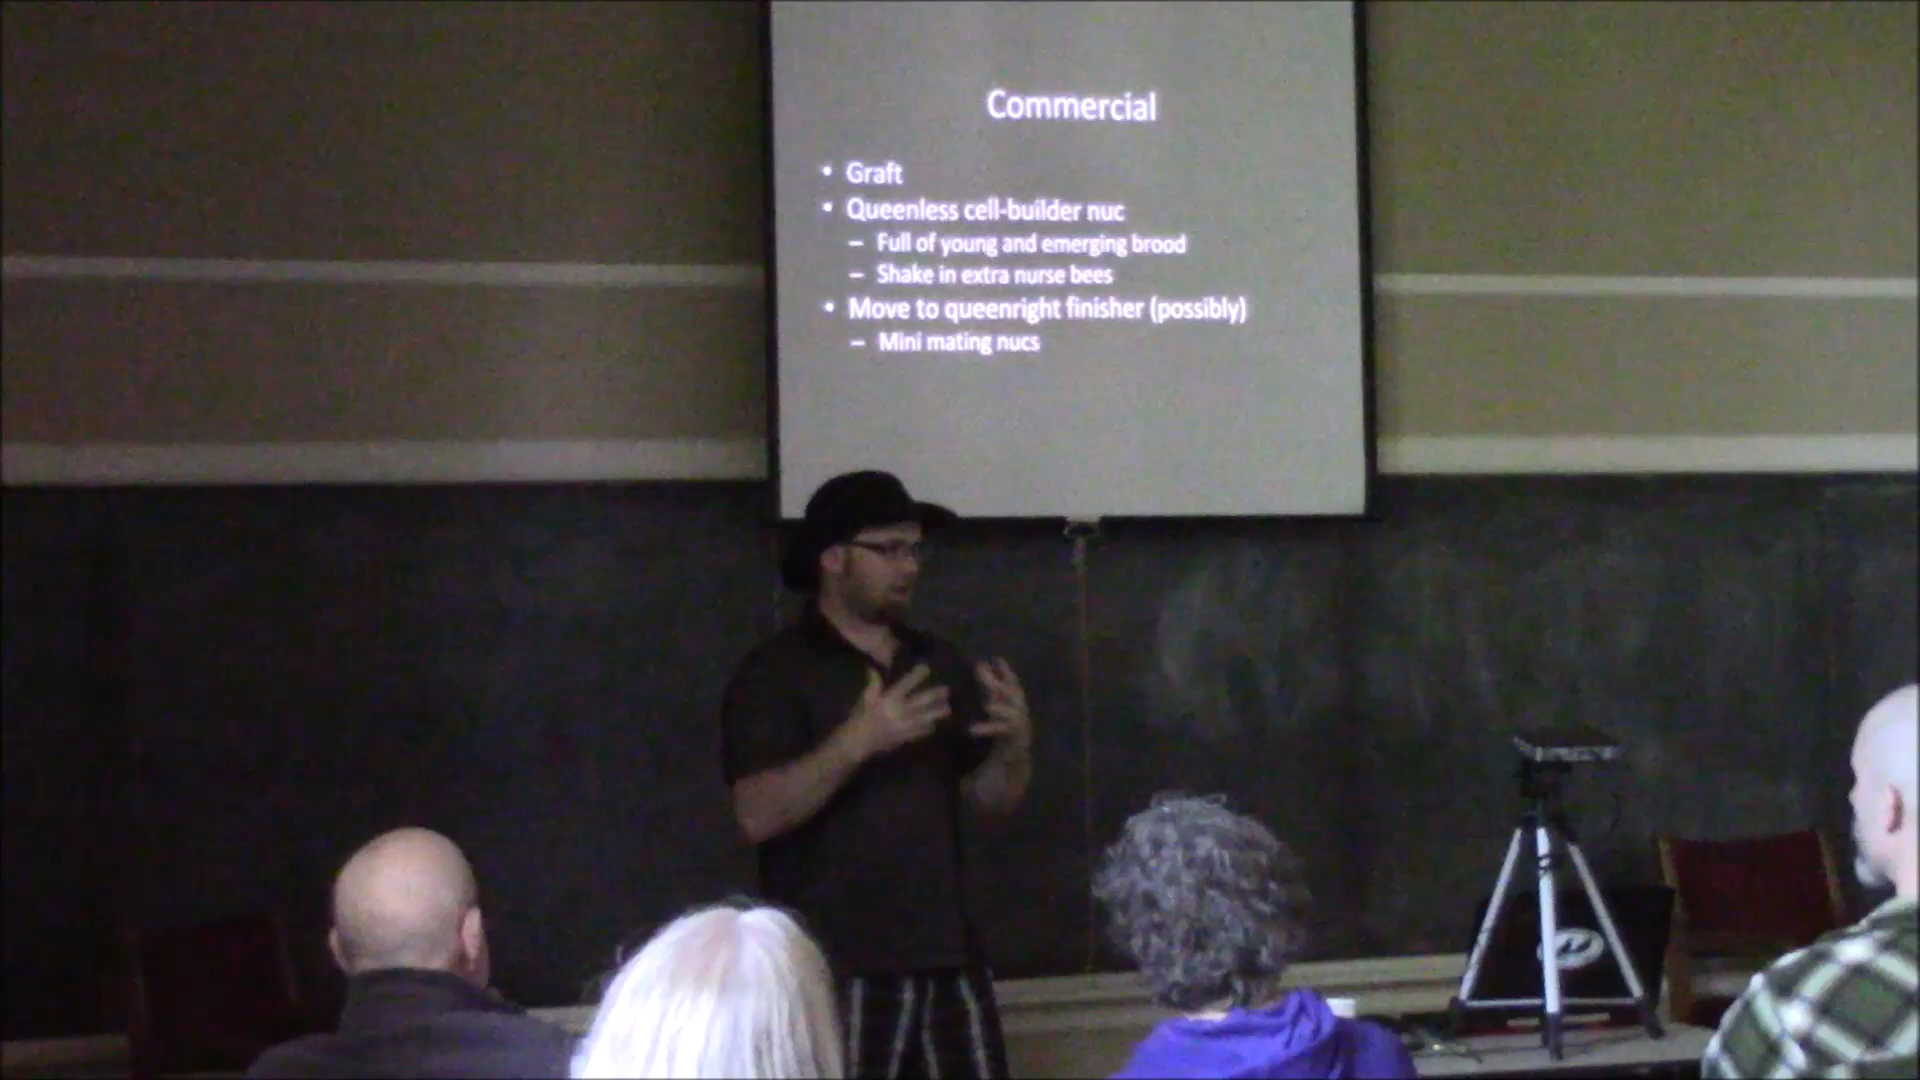 Commercial
• Graft
• Queenless cell-builder nuc
– Full of young and emerging brood
– Shake in extra nurse bees
• Move to queenright finisher (possibly)
– Mini mating nucs